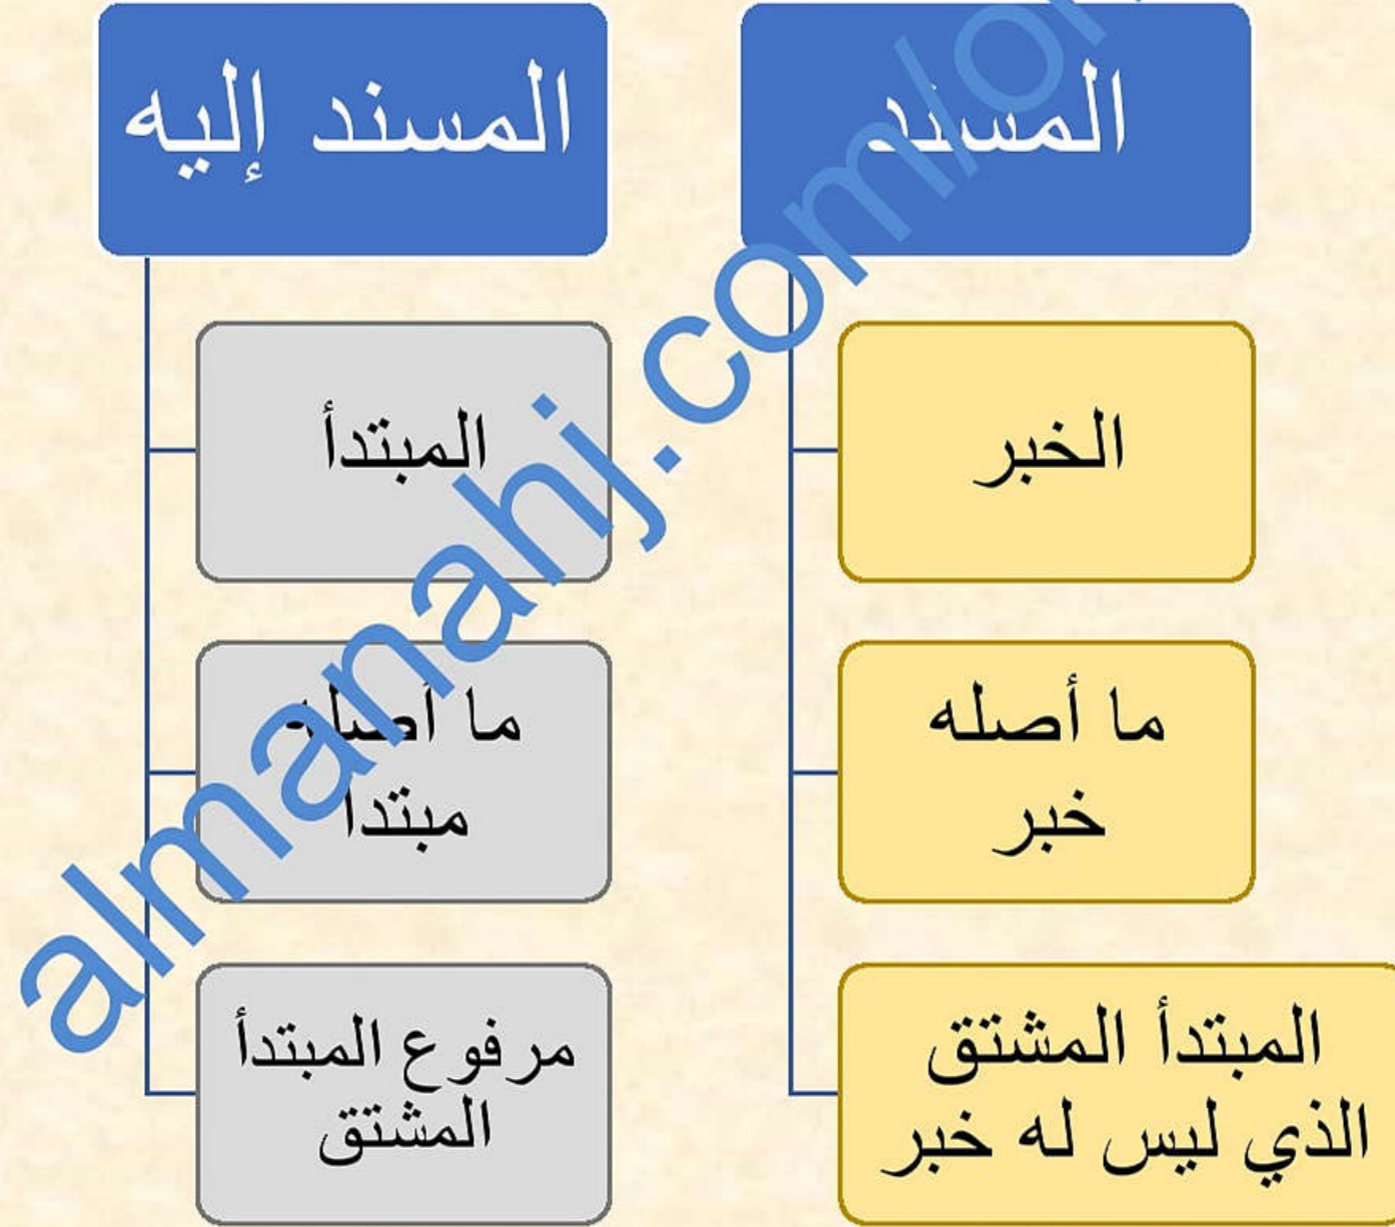 المسند
الخبر
ما أصله
خبر
المبتدأ المشتق
الذي ليس له خبر
المسند إليه
المبتدأ
ما أصله
مبتدأ
مرفوع المبتدأ
المشتق
almanahj.com/om